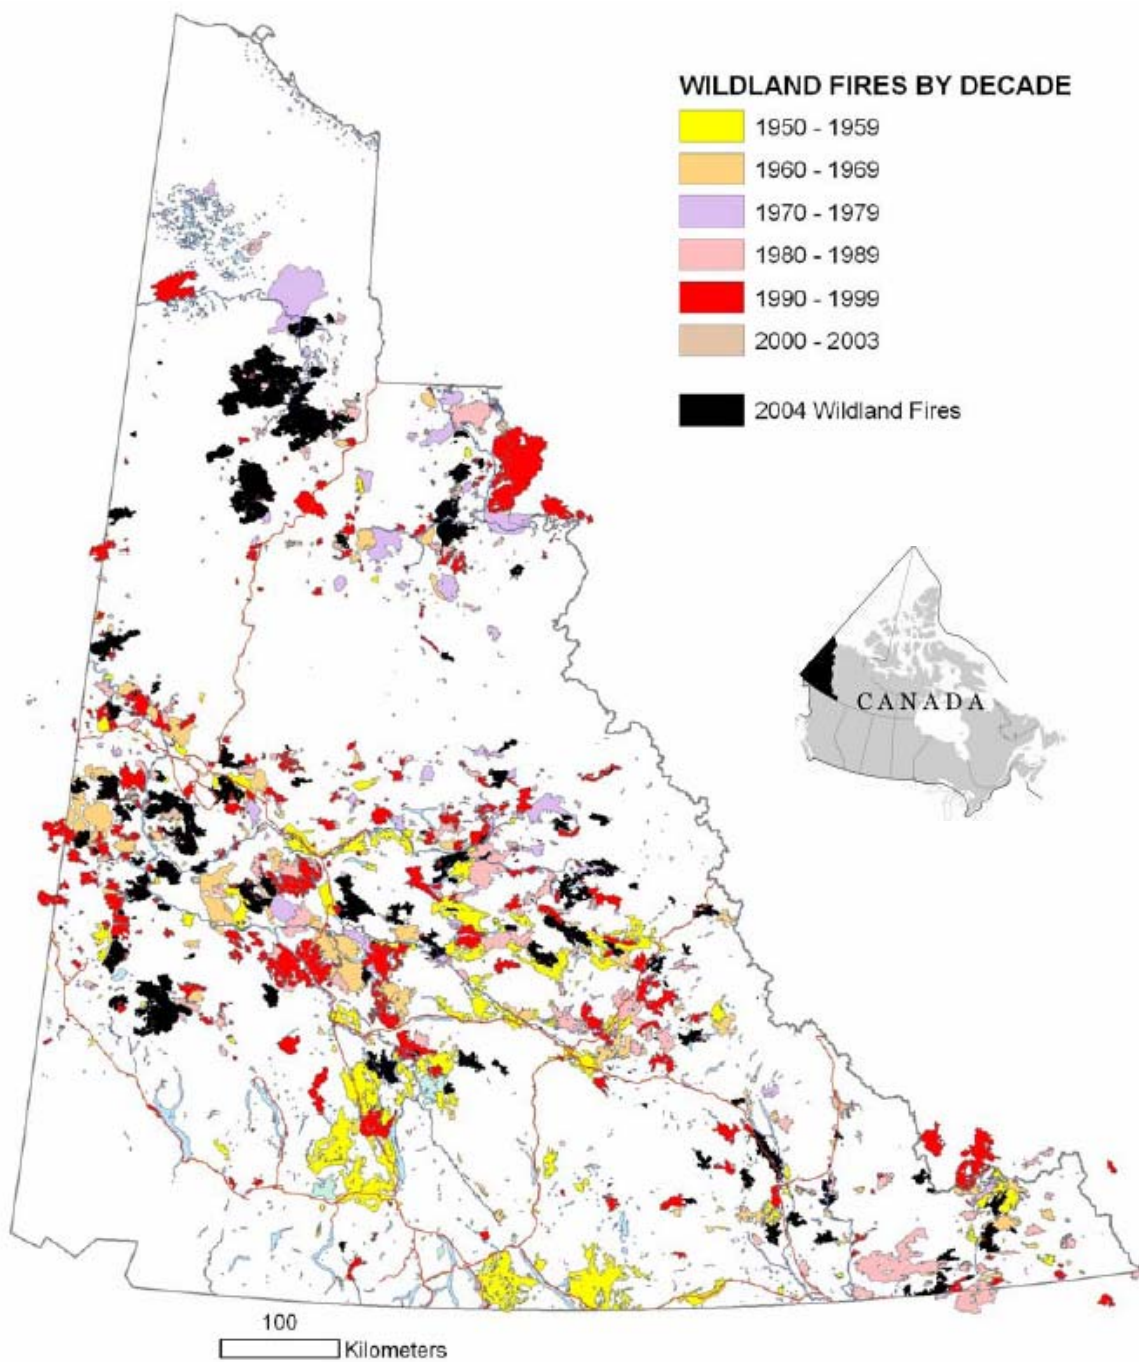 WILDLAND FIRES BY DECADE
1950 - 1959
1960 - 1969
1970 - 1979
1980 - 1989
1990 - 1999
2000 - 2003
2004 Wildland Fires
CANADA
100
Kilometers